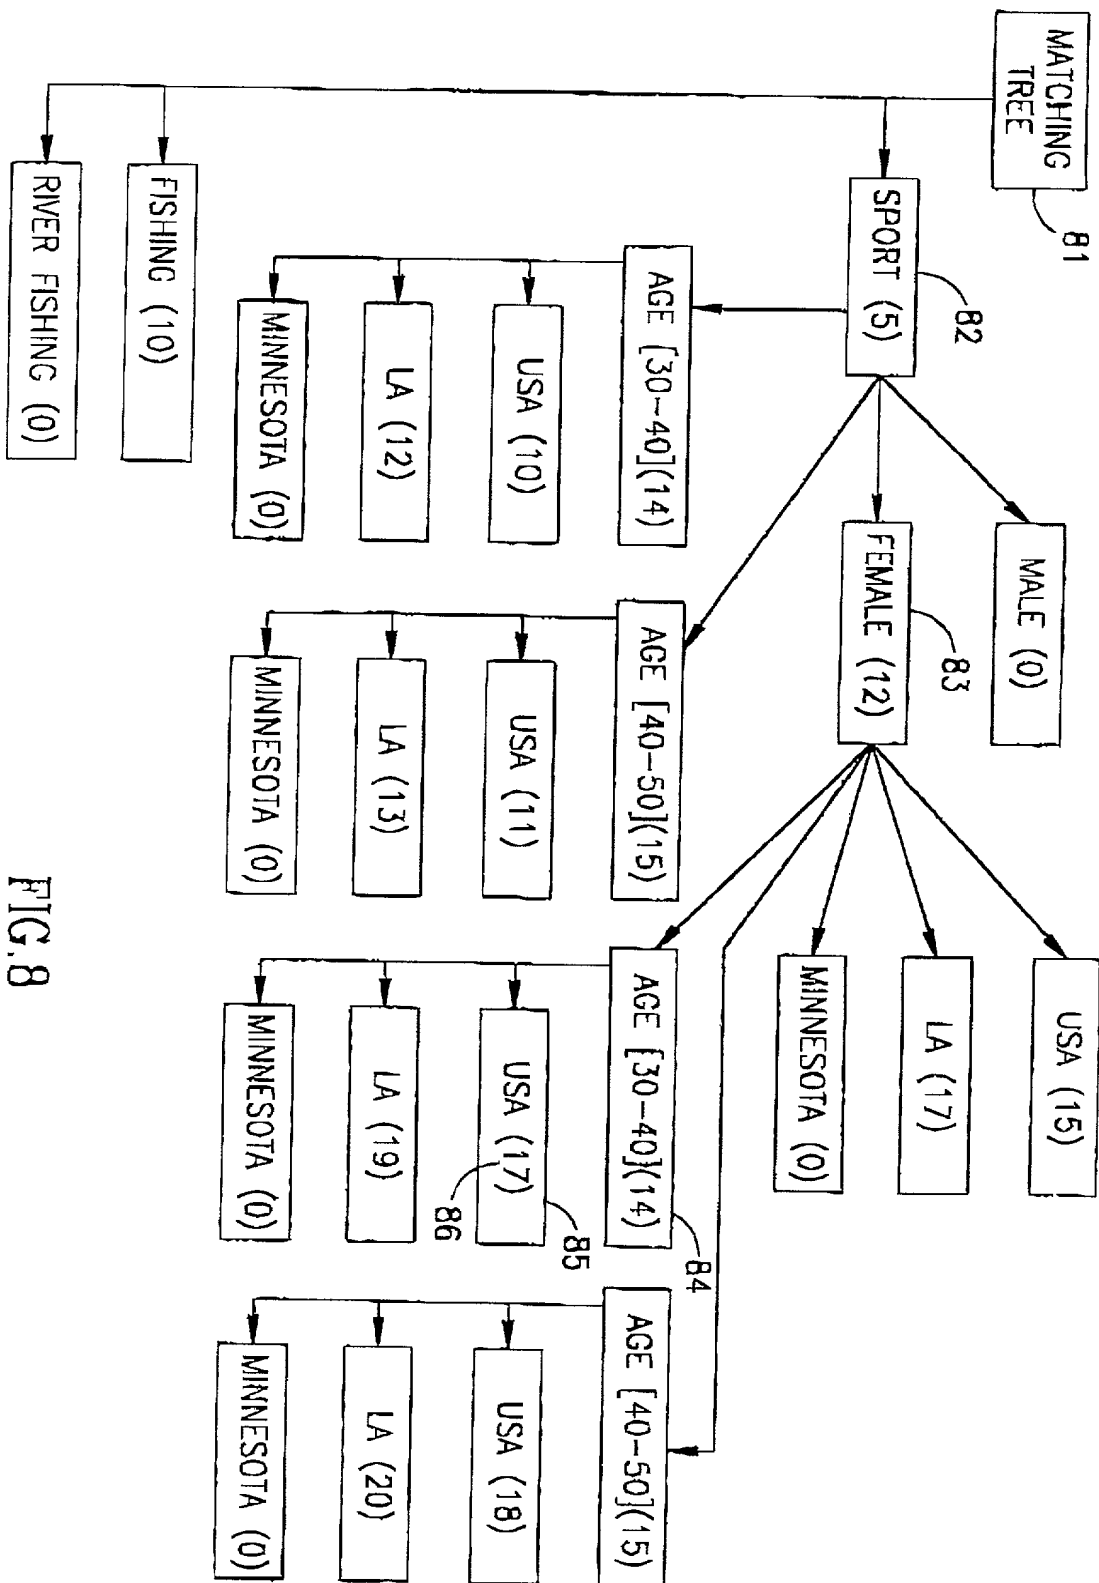 MATCHING
TREE
81
SPORT (5)
82
MALE (0)
FEMALE (12)
83
USA (15)
LA (17)
MINNESOTA (0)
AGE [30-40](14)
USA (10)
LA (12)
MINNESOTA (0)
AGE [40-50](15)
USA (11)
LA (13)
MINNESOTA (0)
AGE [30-40](14)
84
USA (17)
85
86
LA (19)
MINNESOTA (0)
AGE [40-50](15)
USA (18)
LA (20)
MINNESOTA (0)
FISHING (10)
RIVER FISHING (0)
FIG.8